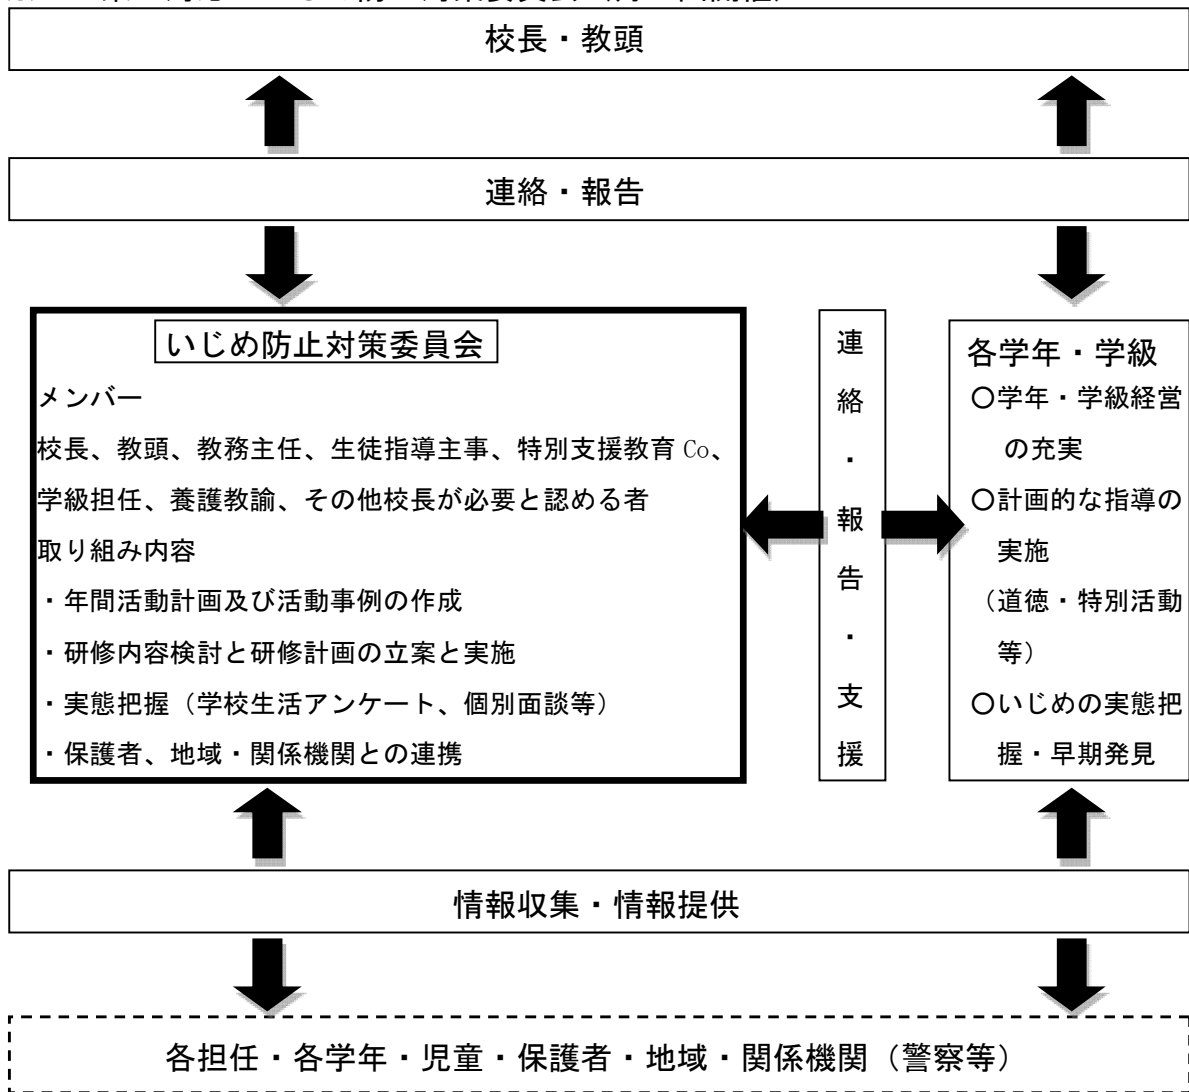 校長・教頭
連絡・報告
いじめ防止対策委員会
メンバー
校長、教頭、教務主任、生徒指導主事、特別支援教育 Co、
学級担任、養護教諭、その他校長が必要と認める者
取り組み内容
・年間活動計画及び活動事例の作成
・研修内容検討と研修計画の立案と実施
・実態把握（学校生活アンケート、個別面談等）
・保護者、地域・関係機関との連携
連
絡
・
報
告
・
支
援
各学年・学級
○学年・学級経営
の充実
○計画的な指導の
実施
（道徳・特別活動
等）
○いじめの実態把
握・早期発見
情報収集・情報提供
各担任・各学年・児童・保護者・地域・関係機関（警察等）